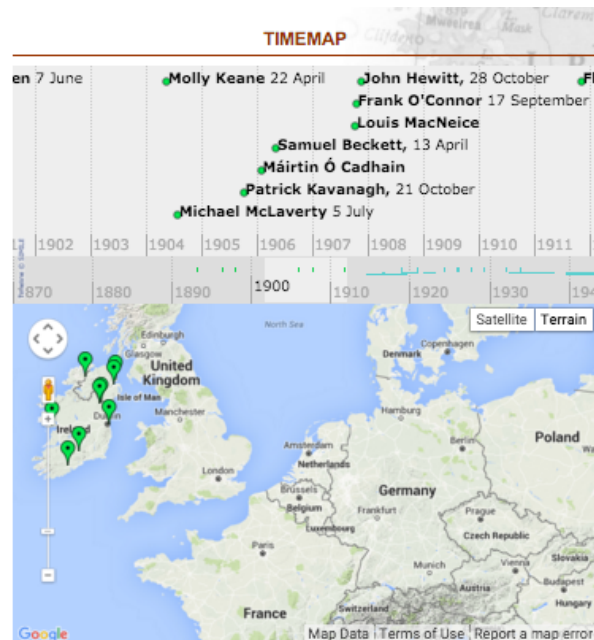 TIMEMAP
en 7 June
Molly Keane 22 April
John Hewitt, 28 October
Frank O'Connor 17 September
Louis MacNeice
Samuel Beckett, 13 April
Máirtin Ó Cadhain
Patrick Kavanagh, 21 October
Michael McLaverty 5 July
1902 1903 1904 1905 1906 1907 1908 1909 1910 1911
1870 1880 1890 1900 1910 1920 1930
North Sea
Satellite Terrain
Edinburgh
Glasgow
United Kingdom
Denmark
Copenhagen
Isle of Man
Manchester
Dublin
Ireland
Hamburg
Amsterdam
Netherlands
Berlin
Poland
London
Brussels
Belgium
Germany
Frankfurt
Luxembourg
Prague
Czech Republic
Paris
Munich
Vienna
Slovakia
Austria
Budapest
Hungary
Switzerland
France
Google
Map Data Terms of Use Report a map error